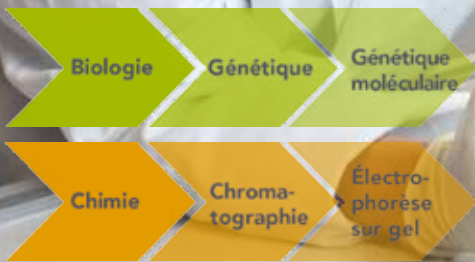 Biologie
Génétique
Génétique
moléculaire
Chimie
Chroma-
tographie
Électro-
phorèse
sur gel